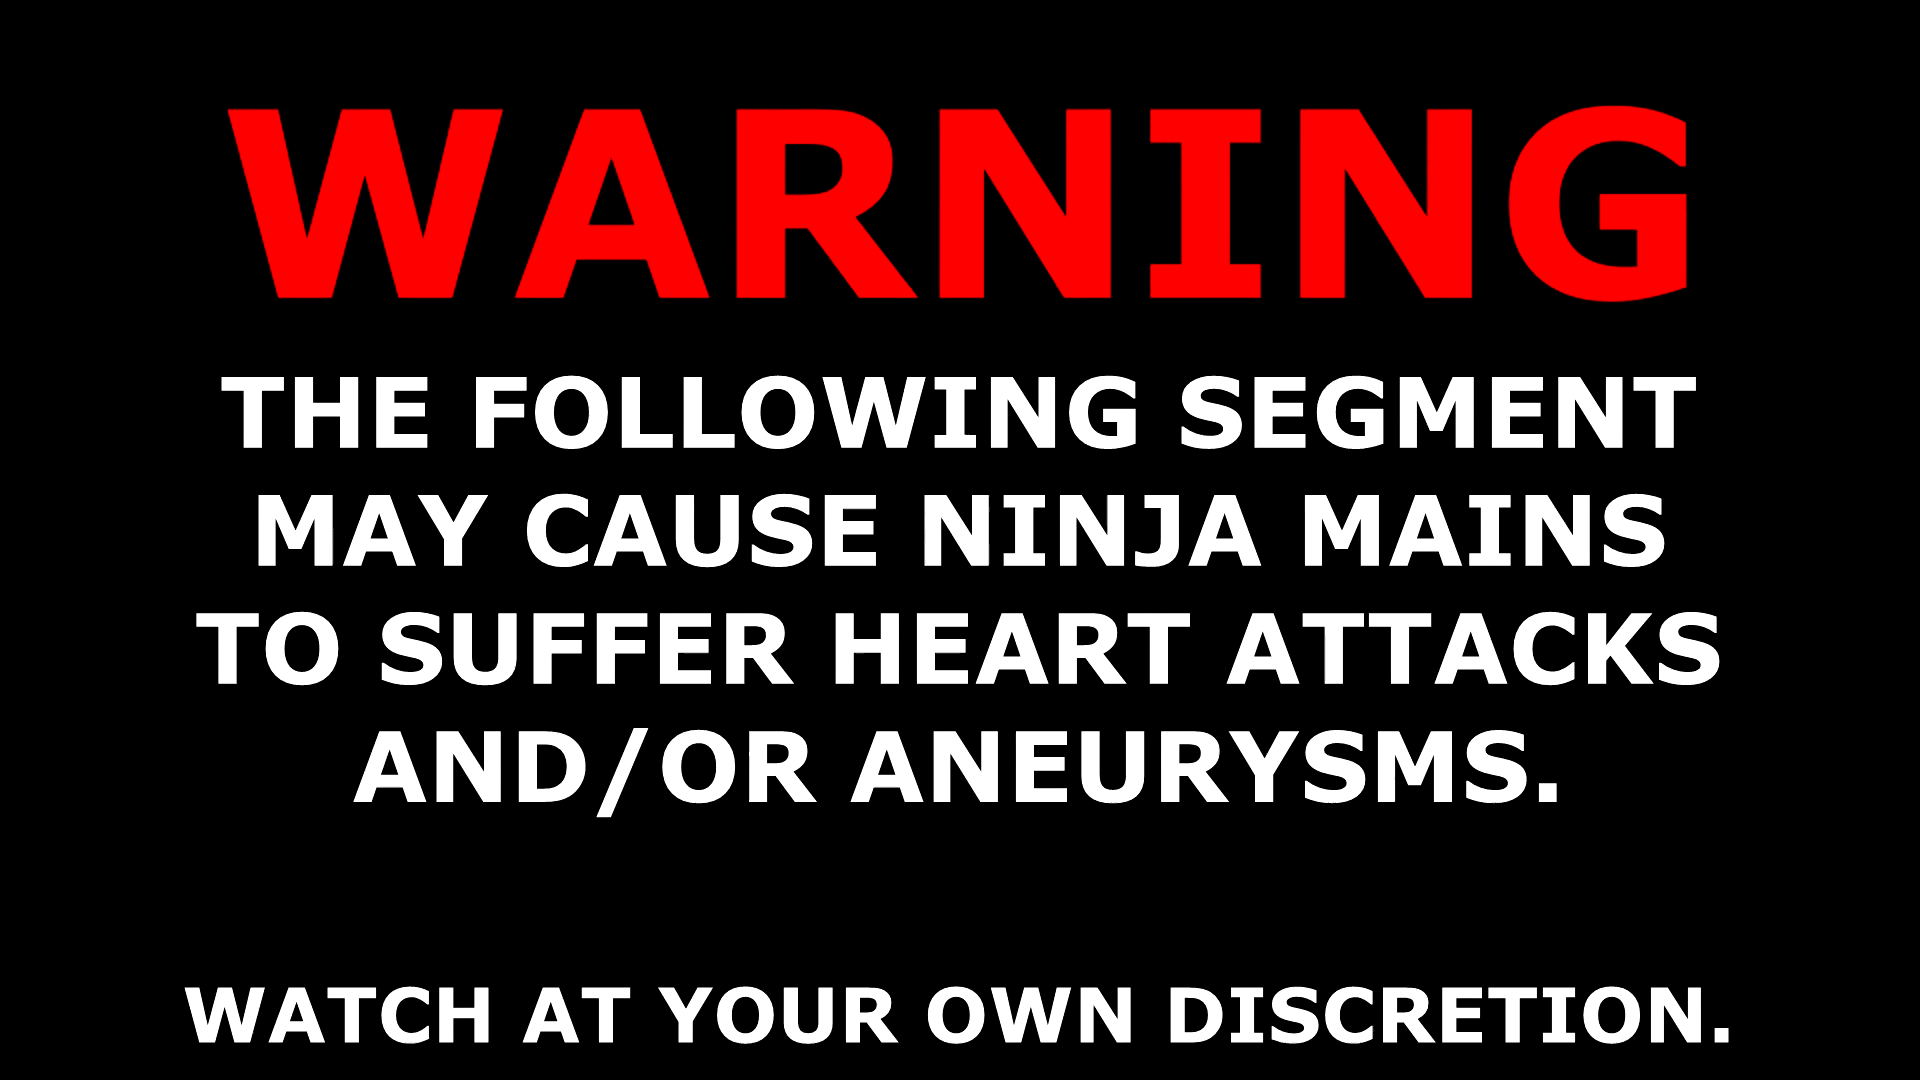 WARNING
THE FOLLOWING SEGMENT
MAY CAUSE NINJA MAINS
TO SUFFER HEART ATTACKS
AND/OR ANEURYSMS.
WATCH AT YOUR OWN DISCRETION.